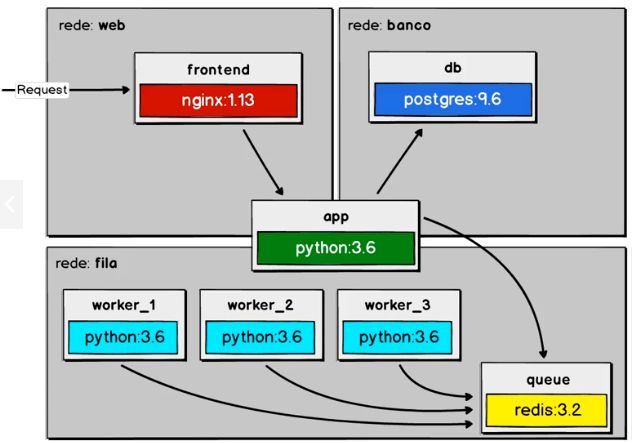 rede: web
rede: banco
frontend
nginx:1.13
db
postgres:9.6
Request
app
python:3.6
rede: fila
worker_1
python:3.6
worker_2
python:3.6
worker_3
python:3.6
queue
redis:3.2